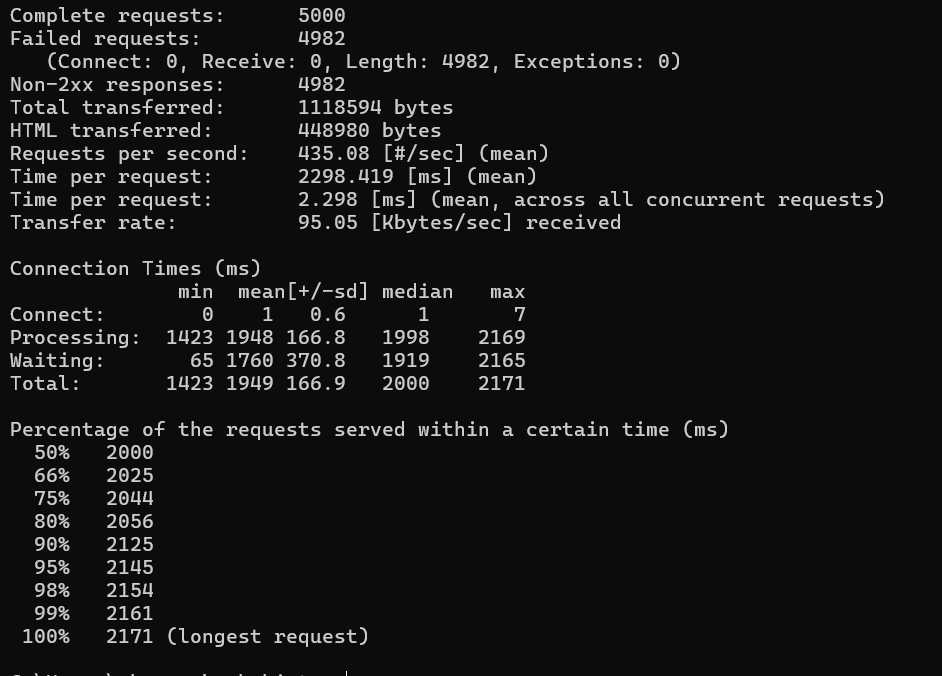 Complete requests:      5000
Failed requests:        4982
   (Connect: 0, Receive: 0, Length: 4982, Exceptions: 0)
Non-2xx responses:      4982
Total transferred:      1118594 bytes
HTML transferred:       448980 bytes
Requests per second:    435.08 [#/sec] (mean)
Time per request:       2298.419 [ms] (mean)
Time per request:       2.298 [ms] (mean, across all concurrent requests)
Transfer rate:          95.05 [Kbytes/sec] received

Connection Times (ms)
              min  mean[+/-sd] median   max
Connect:        0    1   0.6      1       7
Processing:  1423 1948 166.8   1998    2169
Waiting:       65 1760 370.8   1919    2165
Total:       1423 1949 166.9   2000    2171

Percentage of the requests served within a certain time (ms)
  50%   2000
  66%   2025
  75%   2044
  80%   2056
  90%   2125
  95%   2145
  98%   2154
  99%   2161
 100%   2171 (longest request)